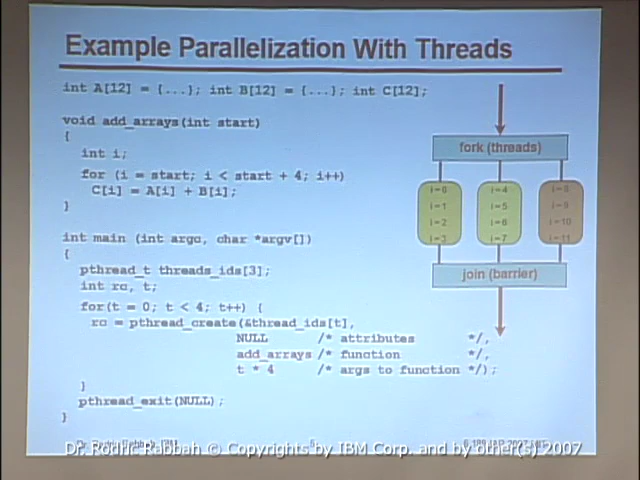 Example Parallelization With Threads
int A[12] = {...}; int B[12] = {...}; int C[12];
void add_arrays(int start)
{
int i;
for (i = start; i < start + 4; i++)
C[i] = A[i] + B[i];
}
int main (int argc, char *argv[])
{
pthread_t threads_ids[3];
int rc, t;
for(t = 0; t < 4; t++) {
rc = pthread_create(&thread_ids[t],
NULL /* attributes */,
add_arrays /* function */,
t * 4 /* args to function */);
}
pthread_exit(NULL);
}
fork (threads)
i=0
i=1
i=2
i=3
i=4
i=5
i=6
i=7
i=8
i=9
i=10
i=11
join (barrier)
Dr. Rodric Rabbah © Copyrights by IBM Corp. and by other(s) 2007